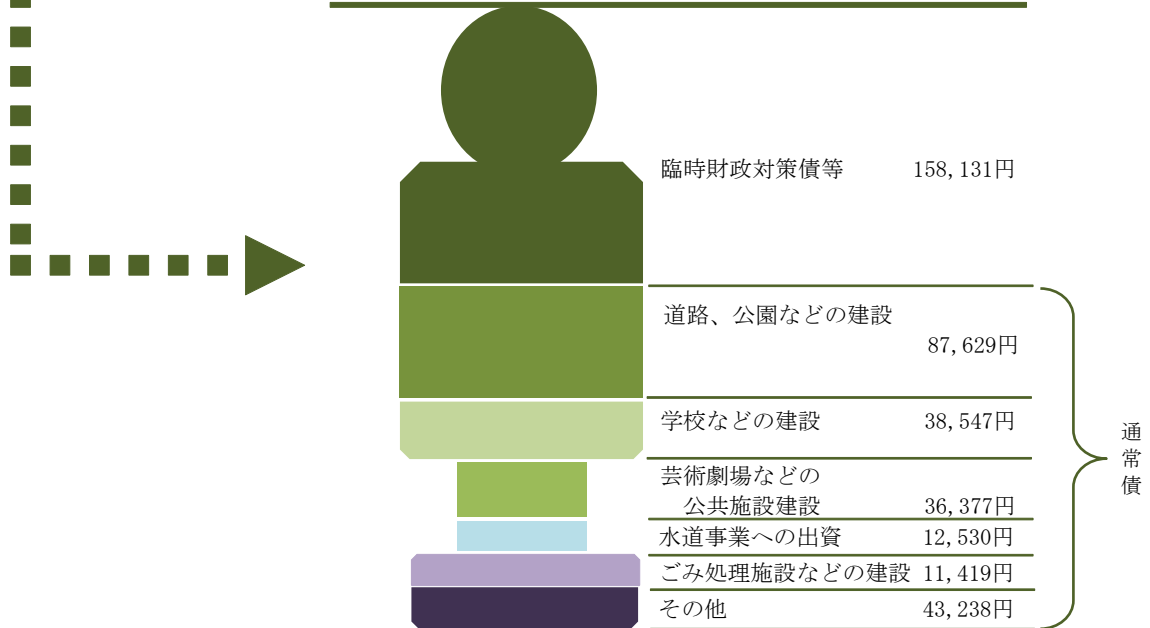 臨時財政対策債等 158,131円
道路、公園などの建設
87,629円
学校などの建設 38,547円
芸術劇場などの
公共施設建設 36,377円
水道事業への出資 12,530円
ごみ処理施設などの建設 11,419円
その他 43,238円
通常債